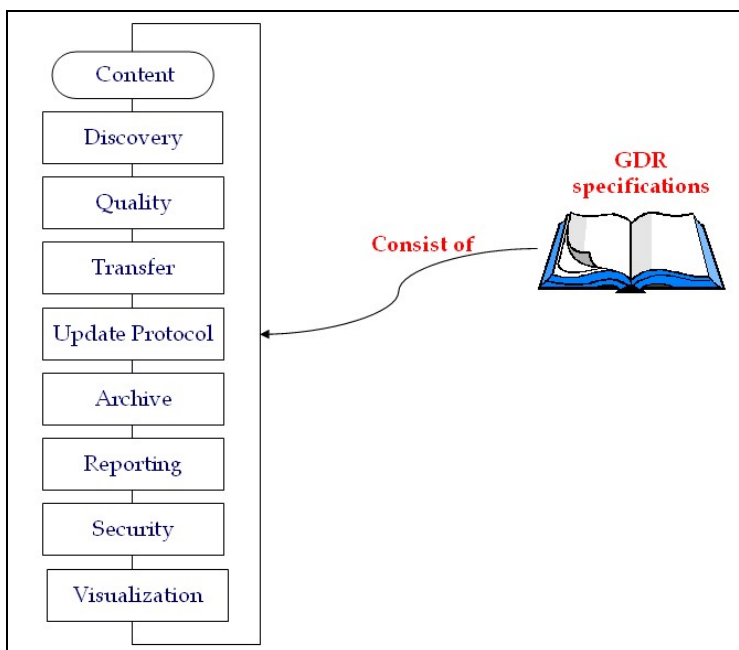 Content
Discovery
Quality
Transfer
Update Protocol
Archive
Reporting
Security
Visualization
Consist of
GDR
specifications